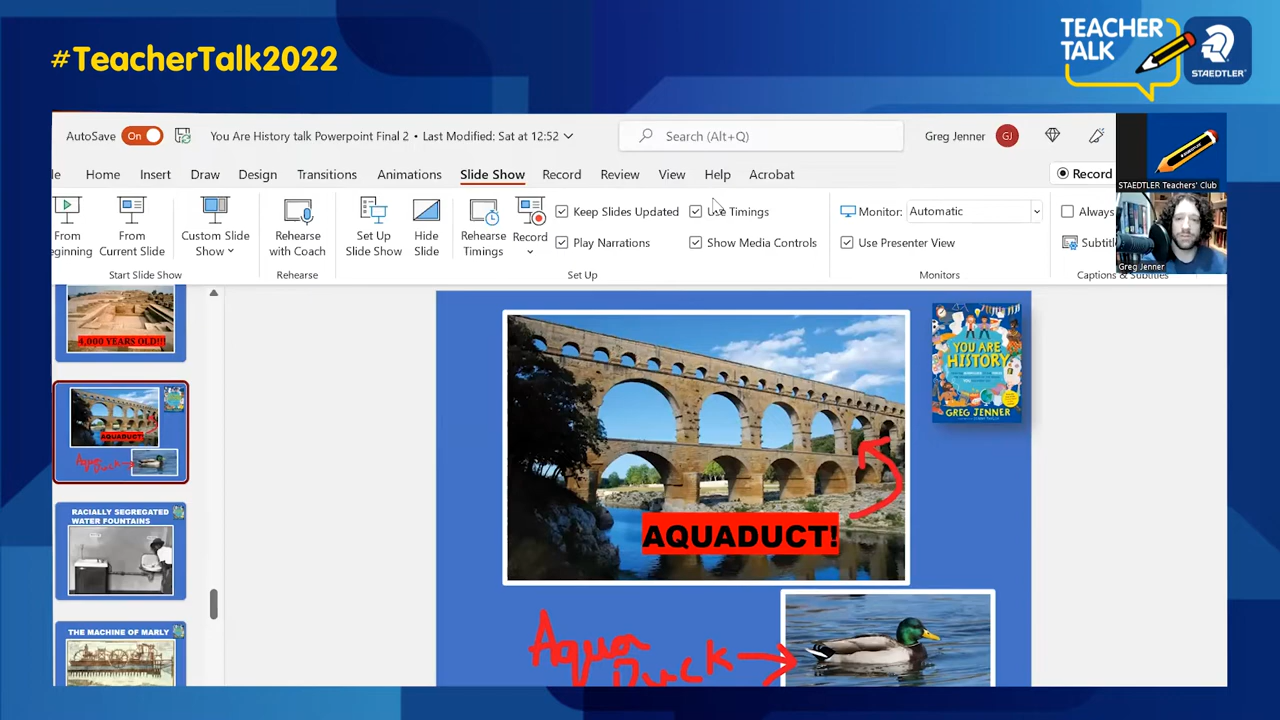 #TeacherTalk2022
TEACHER
TALK
STAEDTLER
AutoSave On You Are History talk Powerpoint Final 2 • Last Modified: Sat at 12:52 Search (Alt+Q) Greg Jenner GJ
Home Insert Draw Design Transitions Animations Slide Show Record Review View Help Acrobat Record
From
Current Slide
Custom Slide
Show
Rehearse
with Coach
Set Up
Slide Show
Hide
Slide
Rehearse
Timings
Record
Keep Slides Updated
Play Narrations
Use Timings
Show Media Controls
Monitor: Automatic
Use Presenter View
Always
Start Slide Show Rehearse Set Up Monitors
STAEDTLER Teachers' Club
Greg Jenner
4,000 YEARS OLD!!!
AQUADUCT!
Aqua
Duck
RACIALLY SEGREGATED
WATER FOUNTAINS
THE MACHINE OF MARLY
AQUADUCT!
YOU ARE
HISTORY
GREG JENNER
Aqua
Duck